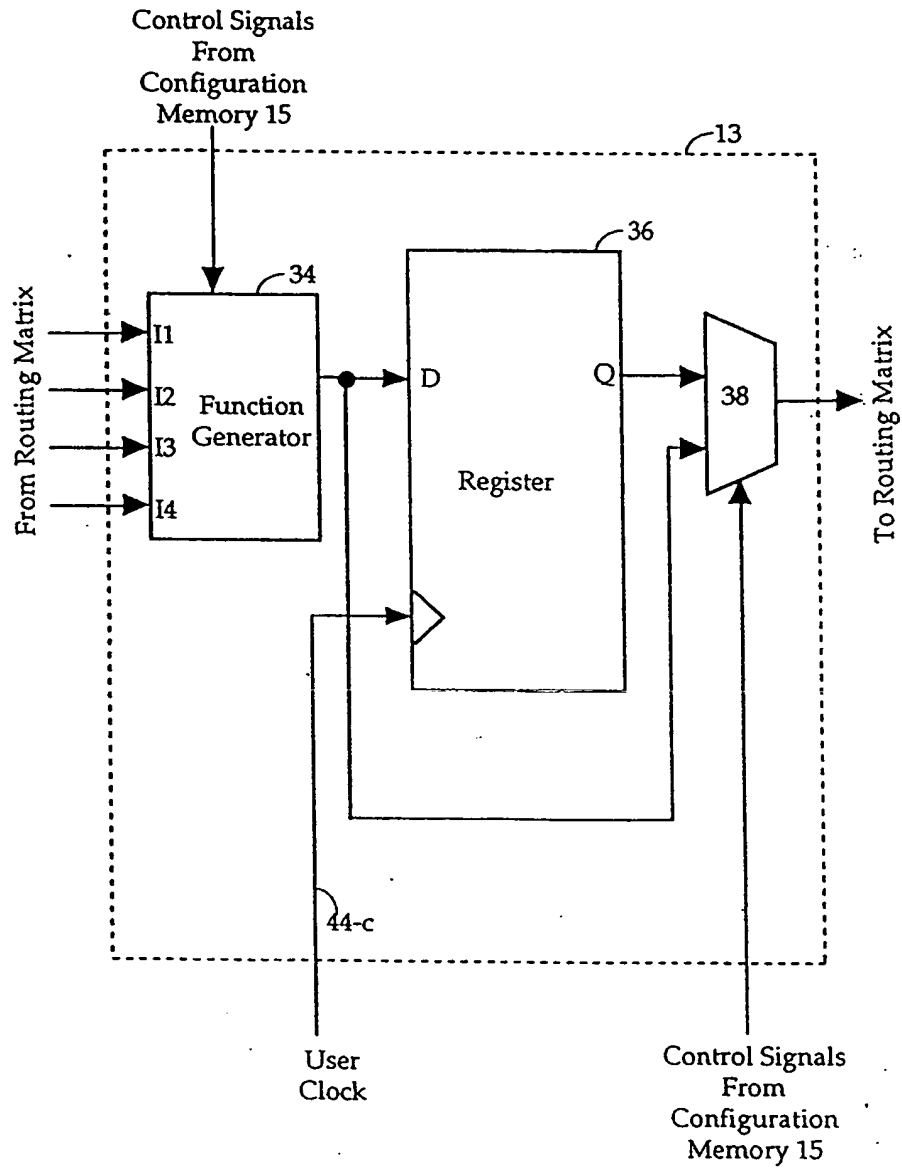 Control Signals
From
Configuration
Memory 15
13
36
34
From Routing Matrix
I1
I2
I3
I4
Function
Generator
D
Q
Register
38
To Routing Matrix
44-c
User
Clock
Control Signals
From
Configuration
Memory 15